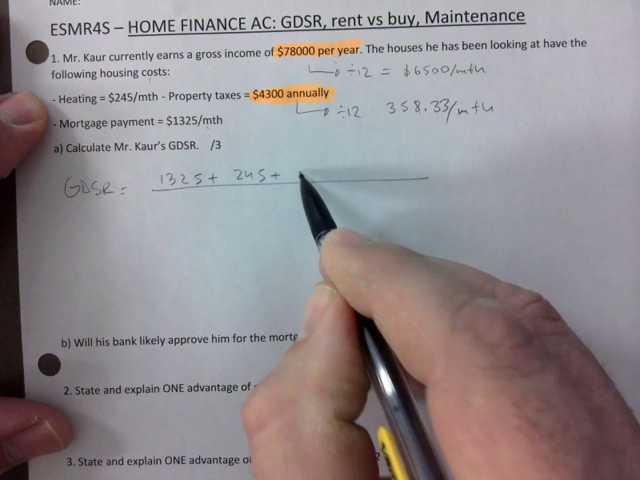 NAME:
ESMR4S – HOME FINANCE AC: GDSR, rent vs buy, Maintenance
1. Mr. Kaur currently earns a gross income of $78000 per year. The houses he has been looking at have the
following housing costs:
÷12 = $6500/mth
- Heating = $245/mth - Property taxes = $4300 annually
÷12 358.33/mth
- Mortgage payment = $1325/mth
a) Calculate Mr. Kaur's GDSR. /3
GDSR = 1325 + 245 +
b) Will his bank likely approve him for the
2. State and explain ONE advantage of
3. State and explain ONE advantage
2